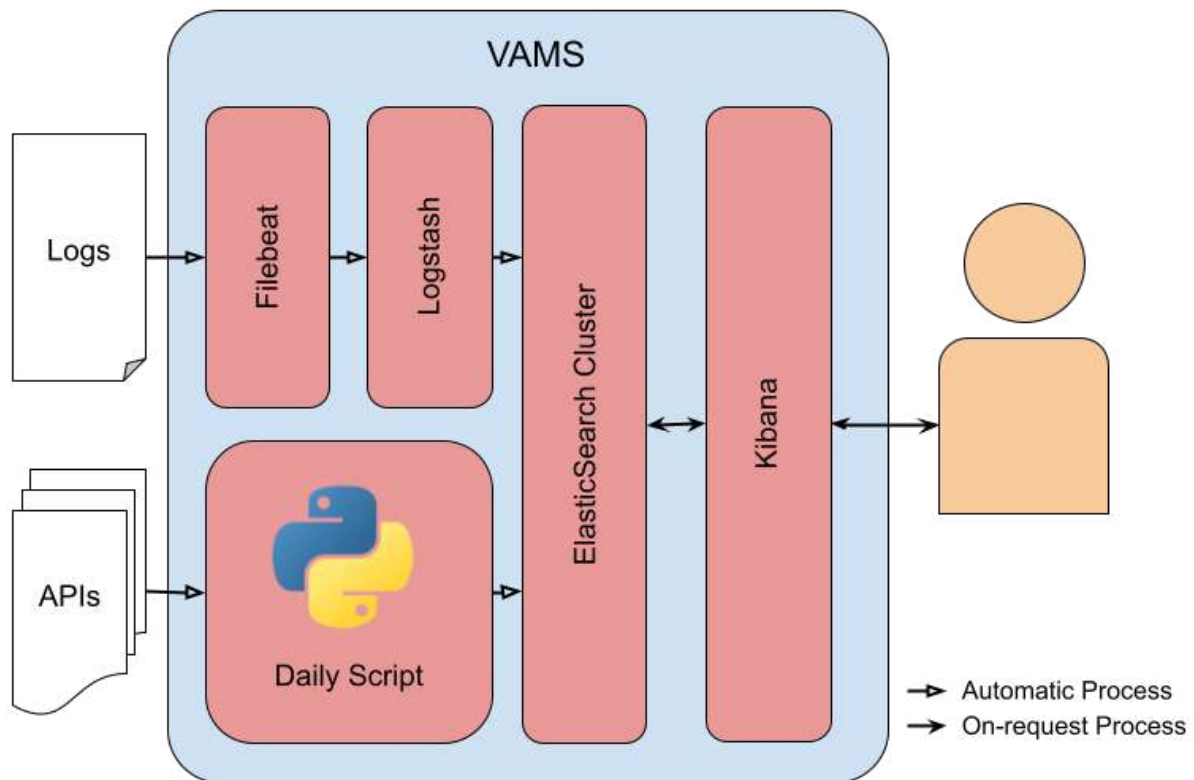 VAMS
Logs
Filebeat
Logstash
ElasticSearch Cluster
Kibana
APIs
Daily Script
Automatic Process
On-request Process